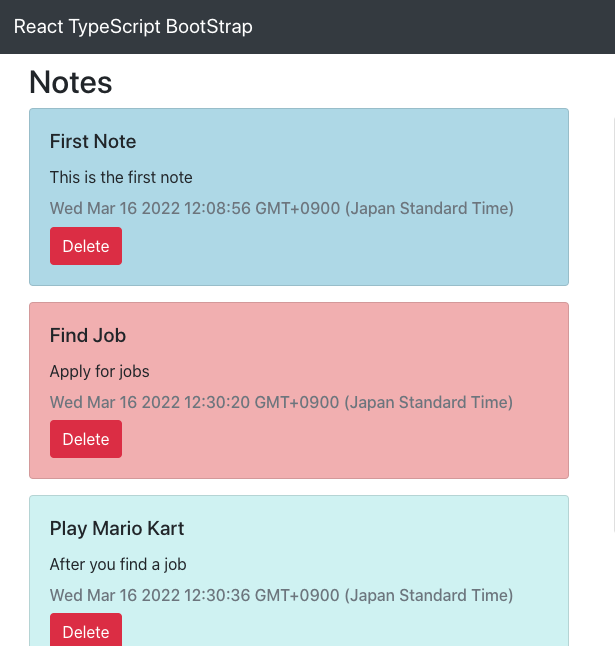 React TypeScript BootStrap
Notes
First Note
This is the first note
Wed Mar 16 2022 12:08:56 GMT+0900 (Japan Standard Time)
Delete
Find Job
Apply for jobs
Wed Mar 16 2022 12:30:20 GMT+0900 (Japan Standard Time)
Delete
Play Mario Kart
After you find a job
Wed Mar 16 2022 12:30:36 GMT+0900 (Japan Standard Time)
Delete